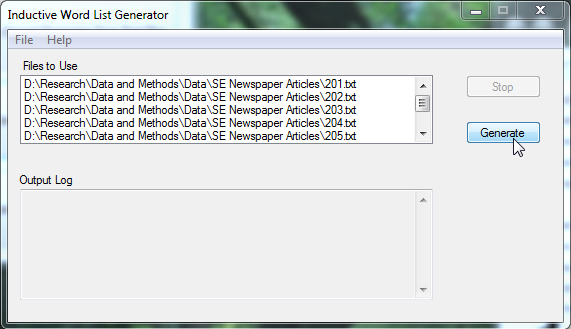 Inductive Word List Generator
File Help
Files to Use
D:\Research\Data and Methods\Data\SE Newspaper Articles\201.txt
D:\Research\Data and Methods\Data\SE Newspaper Articles\202.txt
D:\Research\Data and Methods\Data\SE Newspaper Articles\203.txt
D:\Research\Data and Methods\Data\SE Newspaper Articles\204.txt
D:\Research\Data and Methods\Data\SE Newspaper Articles\205.txt
Stop
Generate
Output Log